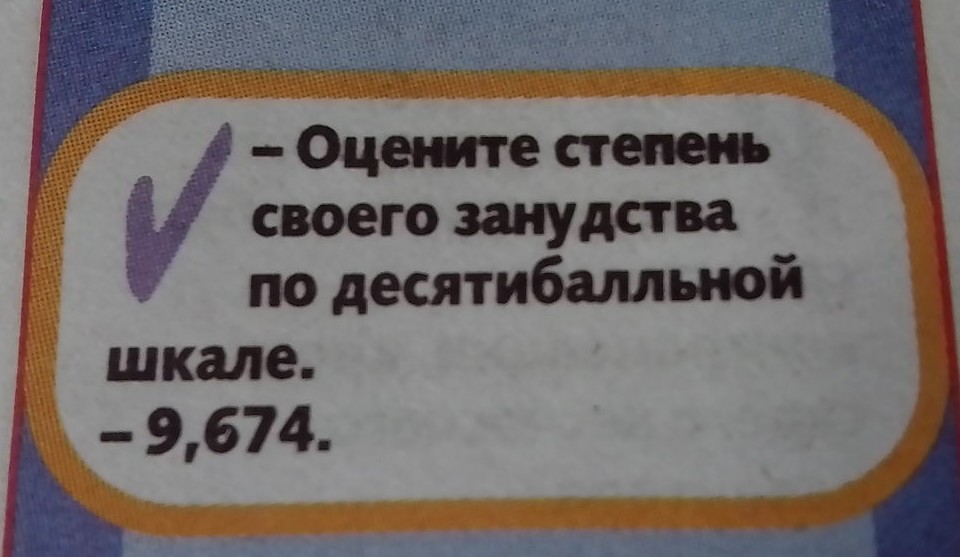 – Оцените степень
своего занудства
по десятибалльной
шкале.
– 9,674.